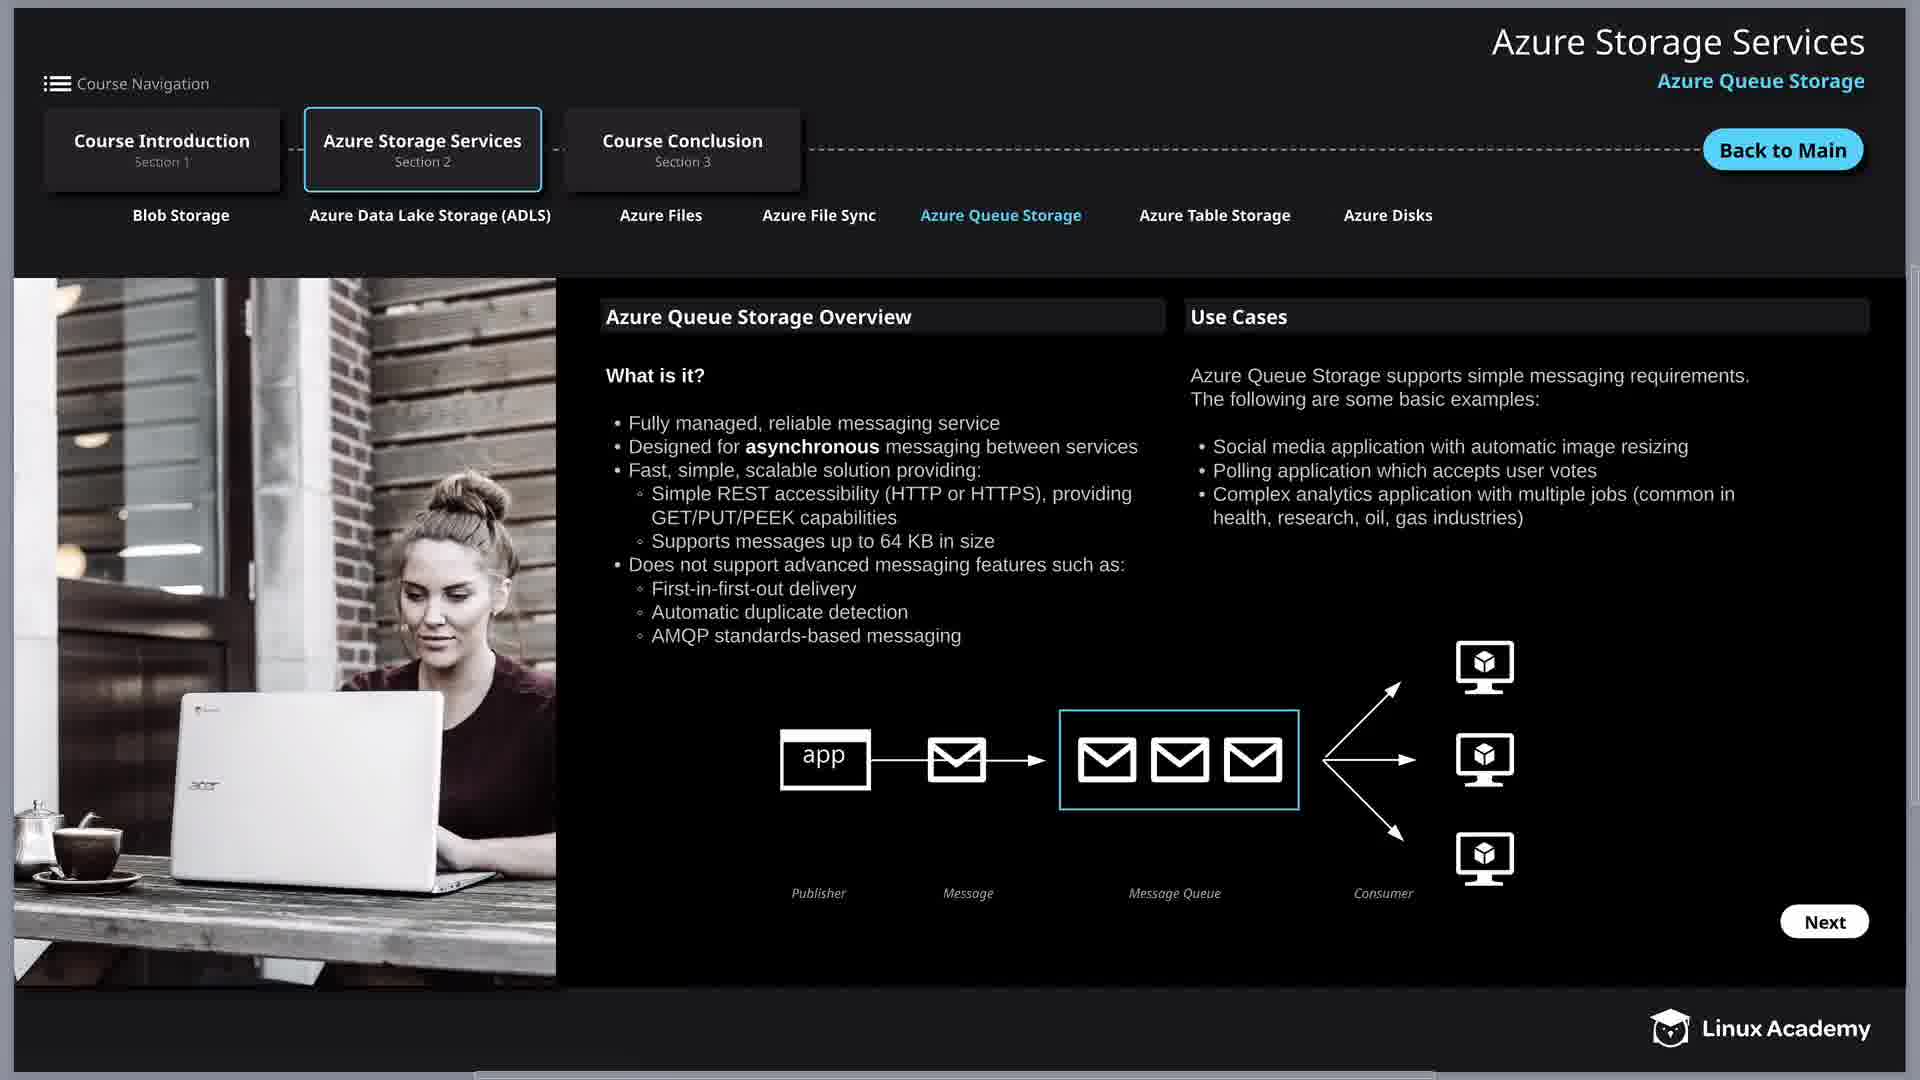 Azure Storage Services
Azure Queue Storage
Course Navigation
Course Introduction
Section 1
Azure Storage Services
Section 2
Course Conclusion
Section 3
Back to Main
Blob Storage
Azure Data Lake Storage (ADLS)
Azure Files
Azure File Sync
Azure Queue Storage
Azure Table Storage
Azure Disks
Azure Queue Storage Overview
What is it?
• Fully managed, reliable messaging service
• Designed for asynchronous messaging between services
• Fast, simple, scalable solution providing:
◦ Simple REST accessibility (HTTP or HTTPS), providing
GET/PUT/PEEK capabilities
◦ Supports messages up to 64 KB in size
• Does not support advanced messaging features such as:
◦ First-in-first-out delivery
◦ Automatic duplicate detection
◦ AMQP standards-based messaging
Use Cases
Azure Queue Storage supports simple messaging requirements.
The following are some basic examples:
• Social media application with automatic image resizing
• Polling application which accepts user votes
• Complex analytics application with multiple jobs (common in
health, research, oil, gas industries)
app
Publisher
Message
Message Queue
Consumer
acer
Next
Linux Academy